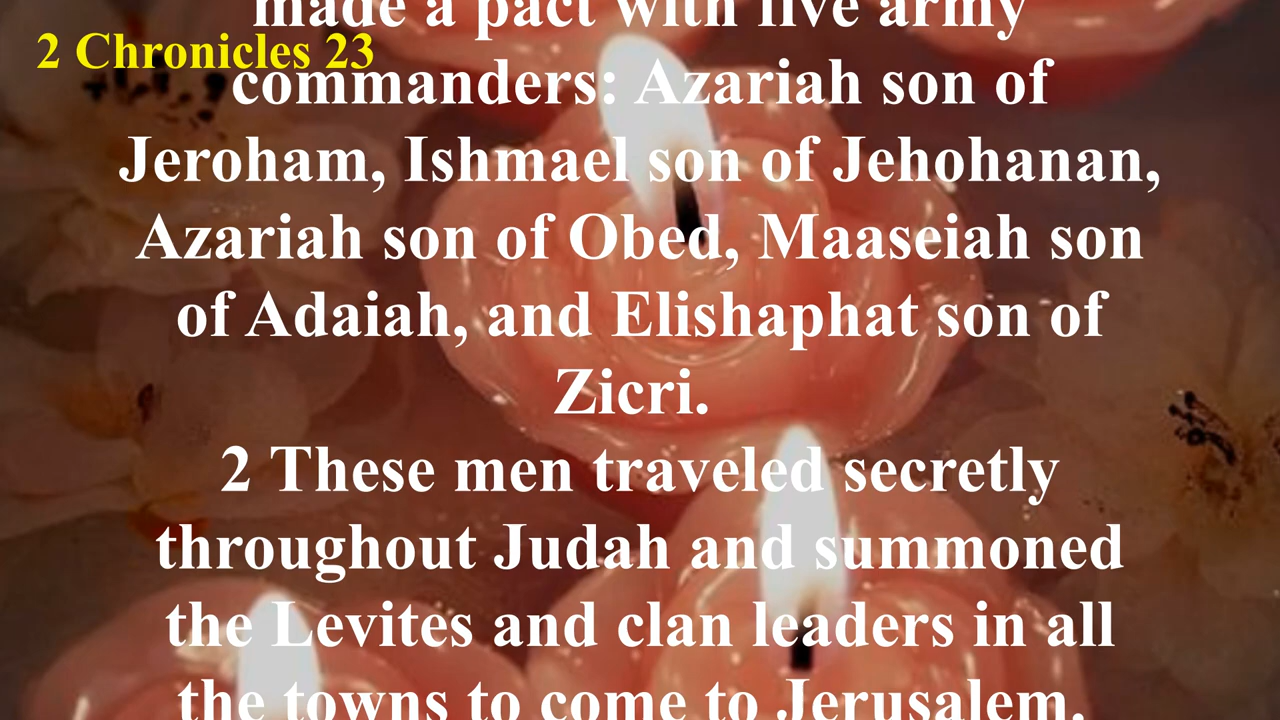 made a pact with five army
2 Chronicles 23
commanders: Azariah son of
Jeroham, Ishmael son of Jehohanan,
Azariah son of Obed, Maaseiah son
of Adaiah, and Elishaphat son of
Zicri.
2 These men traveled secretly
throughout Judah and summoned
the Levites and clan leaders in all
the towns to come to Jerusalem.